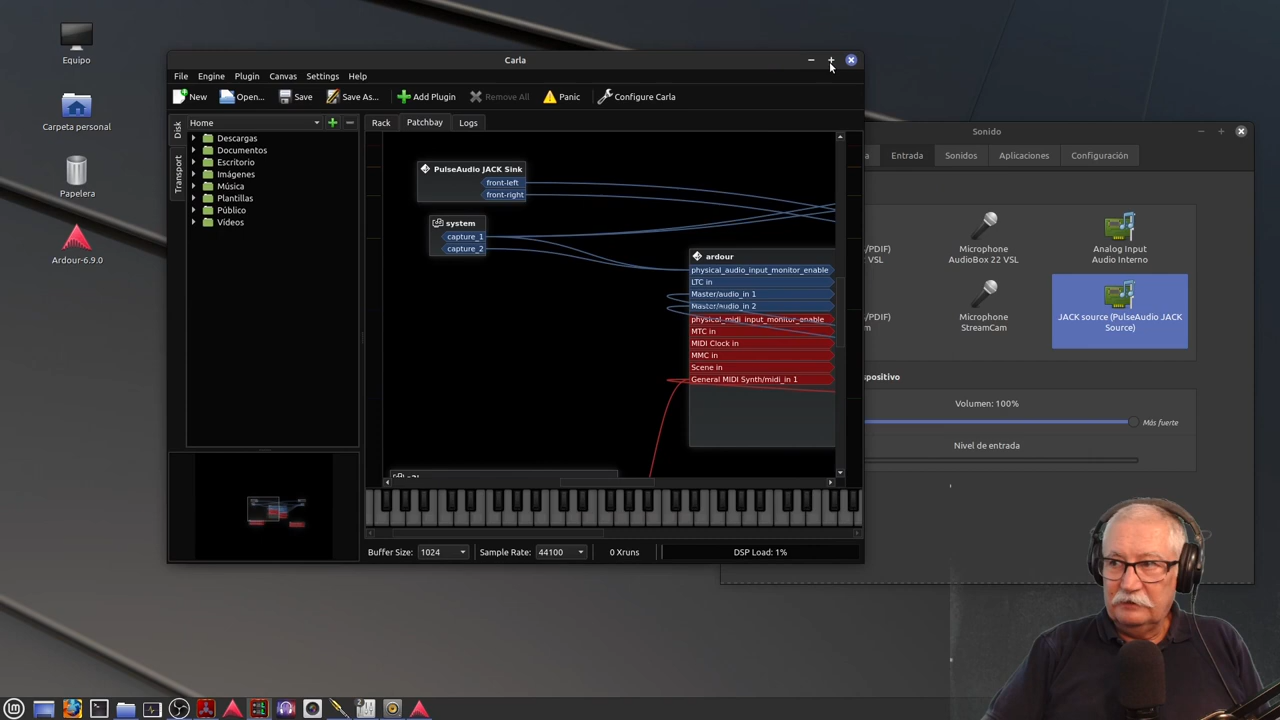 Equipo
Carpeta personal
Papelera
Ardour-6.9.0
Carla
File Engine Plugin Canvas Settings Help
New Open... Save Save As... Add Plugin Remove All Panic Configure Carla
Disk
Transport
Home
Descargas
Documentos
Escritorio
Imágenes
Música
Plantillas
Público
Vídeos
Rack Patchbay Logs
PulseAudio JACK Sink
front-left
front-right
system
capture_1
capture_2
ardour
physical_audio_input_monitor_enable
LTC in
Master/audio_in 1
Master/audio_in 2
physical_midi_input_monitor_enable
MTC in
MIDI Clock in
MMC in
Scene in
General MIDI Synth/midi_in 1
Buffer Size: 1024 Sample Rate: 44100 0 Xruns DSP Load: 1%
Sonido
Entrada Sonidos Aplicaciones Configuración
/PDIF)
VSL
Microphone
AudioBox 22 VSL
Analog Input
Audio Interno
/PDIF)
Microphone
StreamCam
JACK source (PulseAudio JACK
Source)
spositivo
Volumen: 100%
Más fuerte
Nivel de entrada